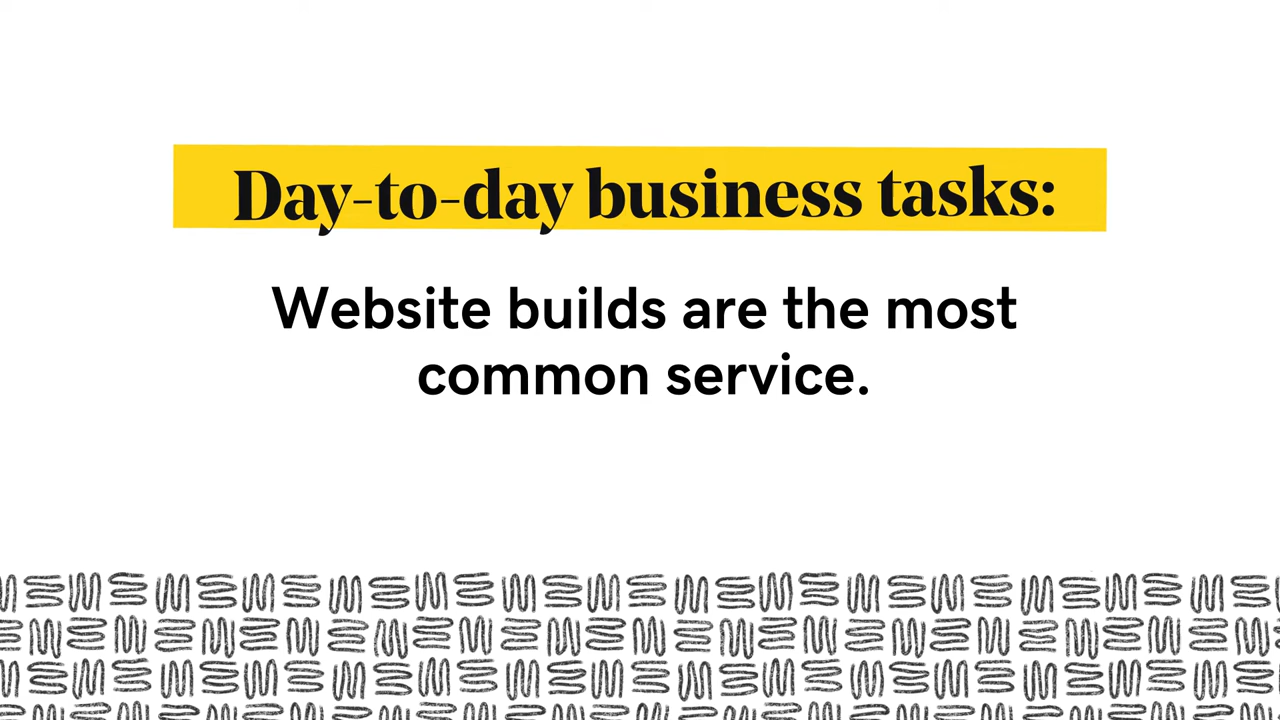 Day-to-day business tasks:
Website builds are the most
common service.